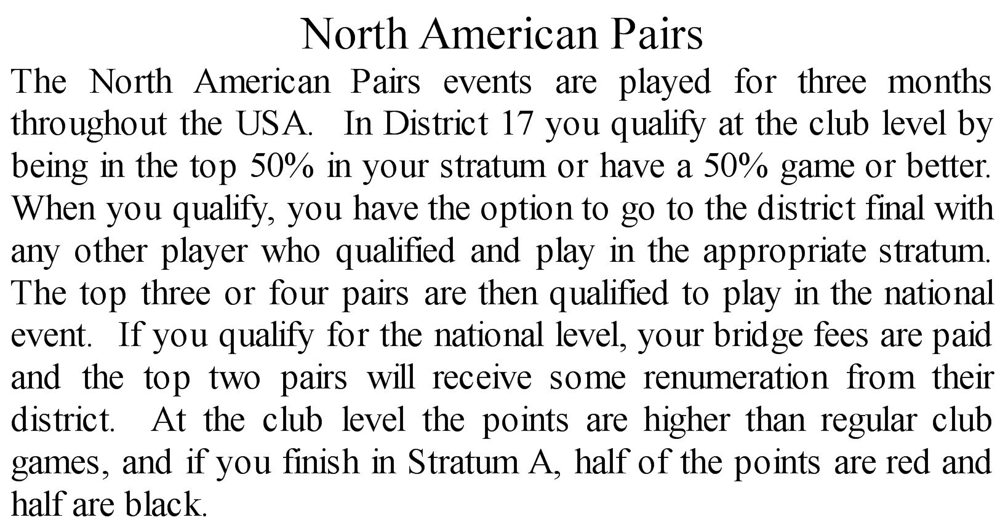 North American Pairs
The North American Pairs events are played for three months
throughout the USA.  In District 17 you qualify at the club level by
being in the top 50% in your stratum or have a 50% game or better.
When you qualify, you have the option to go to the district final with
any other player who qualified and play in the appropriate stratum.
The top three or four pairs are then qualified to play in the national
event.  If you qualify for the national level, your bridge fees are paid
and the top two pairs will receive some renumeration from their
district.  At the club level the points are higher than regular club
games, and if you finish in Stratum A, half of the points are red and
half are black.